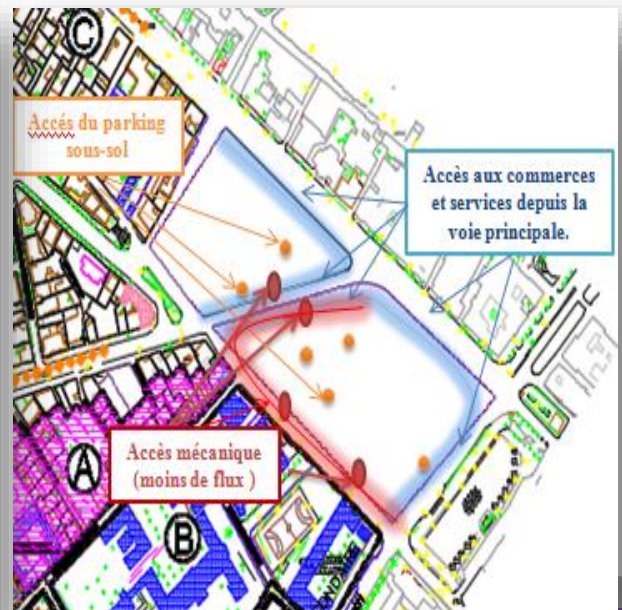 C
Accés du parking
sous-sol
Accès aux commerces
et services depuis la
voie principale.
Accès mécanique
(moins de flux )
A
B